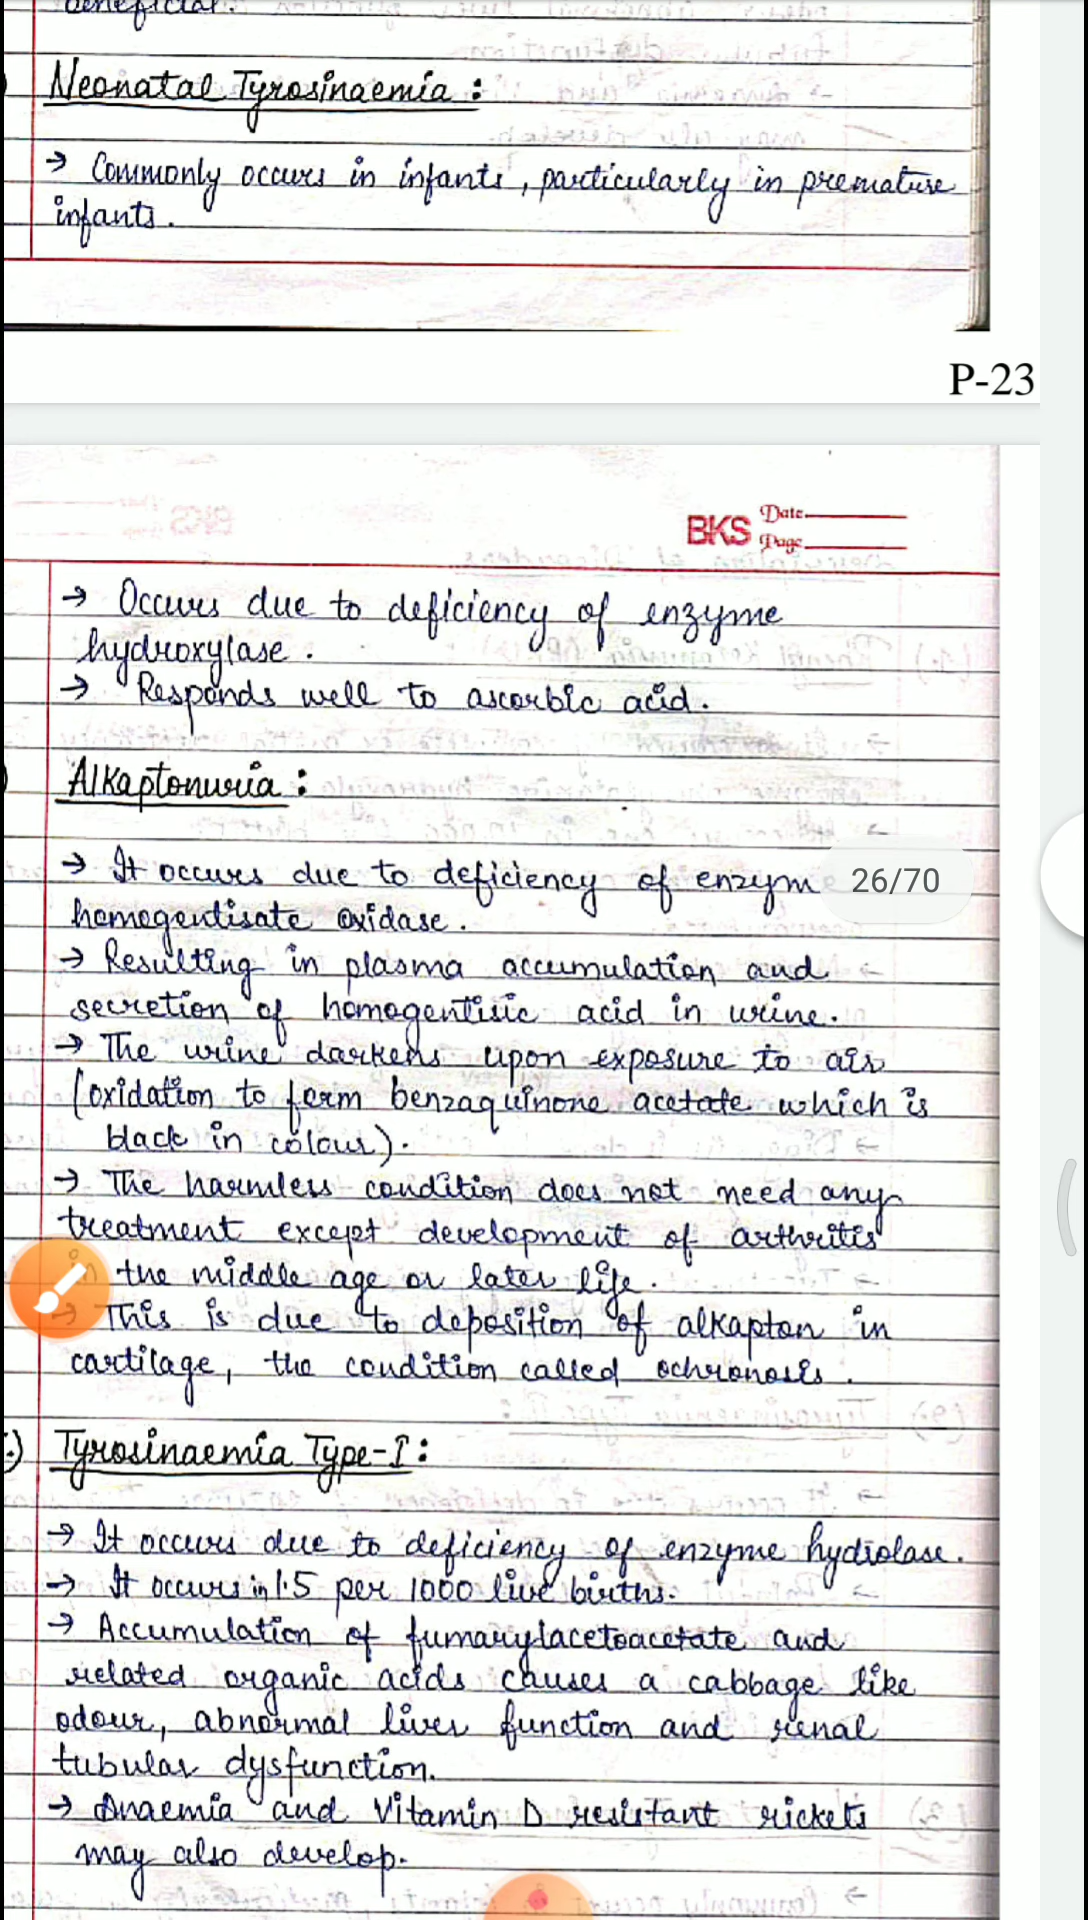 beneficial.
Neonatal Tyrosinaemia :
→ Commonly occurs in infants, particularly in premature
infants.
P-23
BKS Date
Page
→ Occurs due to deficiency of enzyme
hydroxylase.
→ Responds well to ascorbic acid.
Alkaptonuria :
→ It occurs due to deficiency of enzyme 26/70
homogentisate oxidase.
→ Resulting in plasma accumulation and
secretion of homogentisic acid in urine.
→ The urine darkens upon exposure to air
(oxidation to form benzaquinone acetate which is
black in colour).
→ The harmless condition does not need any
treatment except development of arthritis
in the middle age or later life.
→ This is due to deposition of alkapton in
cartilage, the condition called ochronosis.
:) Tyrosinaemia Type-I :
→ It occurs due to deficiency of enzyme hydrolase.
→ It occurs in 1.5 per 1000 live births.
→ Accumulation of fumarylacetoacetate and
related organic acids causes a cabbage like
odour, abnormal liver function and renal
tubular dysfunction.
→ Anaemia and Vitamin D resistant rickets
may also develop.